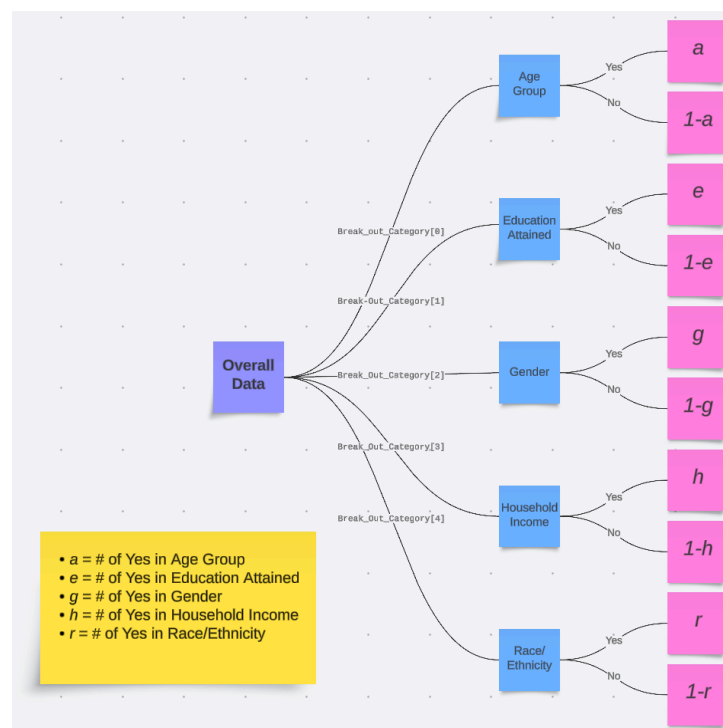 Age
Group
Yes
a
No
1-a
Break_out_Category[0]
Education
Attained
Yes
e
No
1-e
Break-Out_Category[1]
Overall
Data
Break_Out_Category[2]
Gender
Yes
g
No
1-g
Break_Out_Category[3]
Household
Income
Yes
h
No
1-h
Break_Out_Category[4]
Race/
Ethnicity
Yes
r
No
1-r
• a = # of Yes in Age Group
• e = # of Yes in Education Attained
• g = # of Yes in Gender
• h = # of Yes in Household Income
• r = # of Yes in Race/Ethnicity